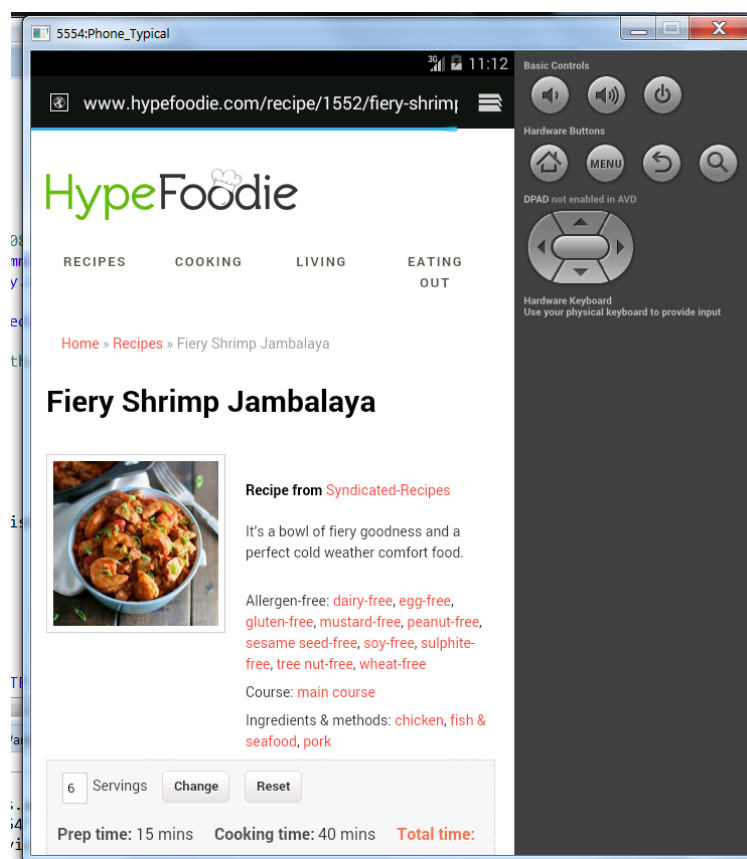 5554:Phone_Typical
3G 11:12
www.hypefoodie.com/recipe/1552/fiery-shrimp
HypeFoodie
RECIPES COOKING LIVING EATING OUT
Home » Recipes » Fiery Shrimp Jambalaya
Fiery Shrimp Jambalaya
Recipe from Syndicated-Recipes
It's a bowl of fiery goodness and a
perfect cold weather comfort food.
Allergen-free: dairy-free, egg-free,
gluten-free, mustard-free, peanut-free,
sesame seed-free, soy-free, sulphite-
free, tree nut-free, wheat-free
Course: main course
Ingredients & methods: chicken, fish &
seafood, pork
6 Servings Change Reset
Prep time: 15 mins Cooking time: 40 mins Total time:
Basic Controls
Hardware Buttons
MENU
DPAD not enabled in AVD
Hardware Keyboard
Use your physical keyboard to provide input